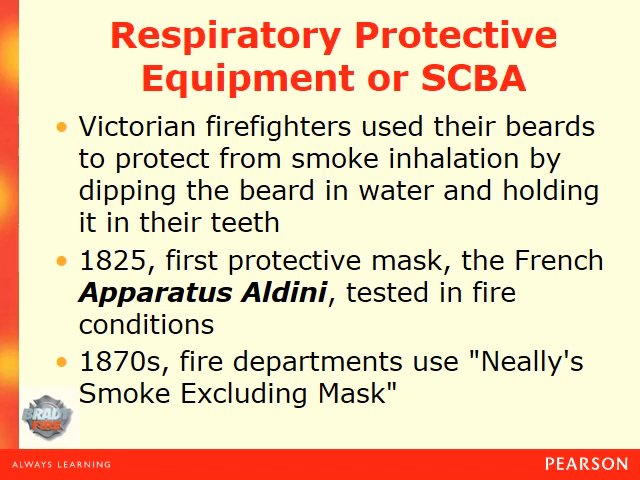 Respiratory Protective
Equipment or SCBA
Victorian firefighters used their beards
to protect from smoke inhalation by
dipping the beard in water and holding
it in their teeth
1825, first protective mask, the French
Apparatus Aldini, tested in fire
conditions
1870s, fire departments use "Neally's
Smoke Excluding Mask"
BRADY
FIRE
ALWAYS LEARNING
PEARSON